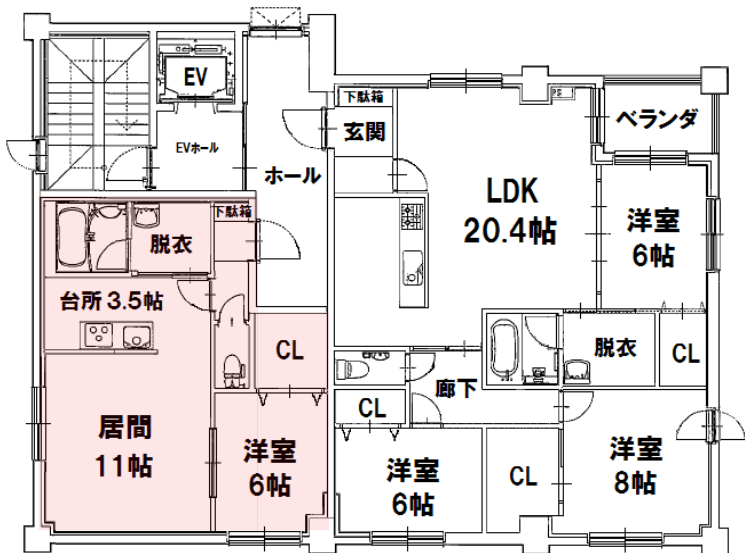 EV
EVホール
ホール
下駄箱
玄関
LDK
20.4帖
ベランダ
洋室
6帖
下駄箱
脱衣
台所 3.5帖
CL
居間
11帖
洋室
6帖
脱衣
CL
廊下
CL
洋室
6帖
CL
洋室
8帖
PS